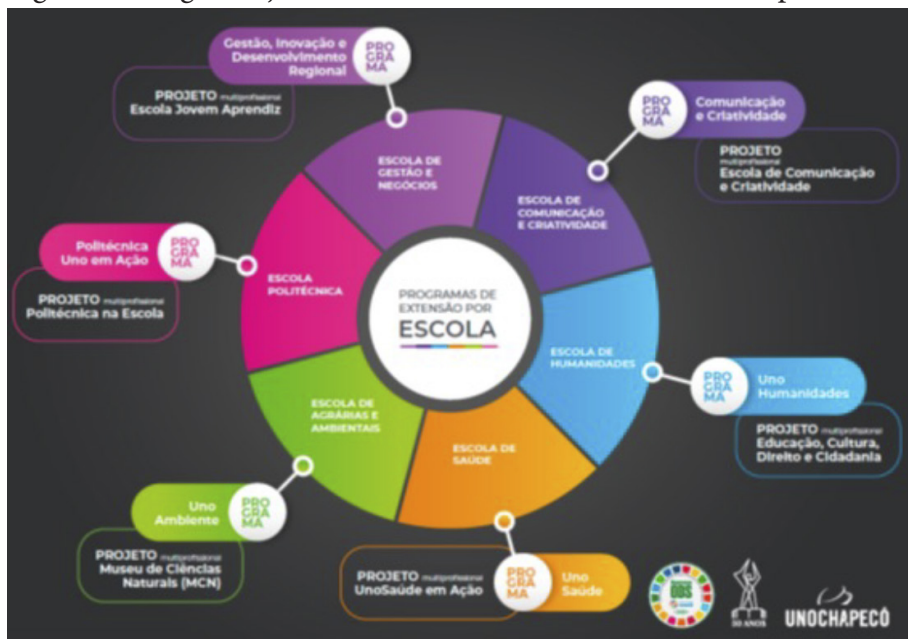 Gestão, Inovação e
Desenvolvimento
Regional
PRO
GRA
MA
PROJETO multiprofissional
Escola Jovem Aprendiz
PRO
GRA
MA
Comunicação
e Criatividade
PROJETO
multiprofissional
Escola de Comunicação
e Criatividade
ESCOLA DE
GESTÃO E
NEGÓCIOS
ESCOLA DE
COMUNICAÇÃO
E CRIATIVIDADE
Politécnica
Uno em Ação
PRO
GRA
MA
PROJETO multiprofissional
Politécnica na Escola
ESCOLA
POLITÉCNICA
PROGRAMAS DE
EXTENSÃO POR
ESCOLA
ESCOLA DE
HUMANIDADES
PRO
GRA
MA
Uno
Humanidades
PROJETO multiprofissional
Educação, Cultura,
Direito e Cidadania
ESCOLA DE
AGRÁRIAS E
AMBIENTAIS
ESCOLA DE
SAÚDE
Uno
Ambiente
PRO
GRA
MA
PROJETO multiprofissional
Museu de Ciências
Naturais (MCN)
PROJETO multiprofissional
UnoSaúde em Ação
PRO
GRA
MA
Uno
Saúde
ODS
50 ANOS
UNOCHAPECÓ